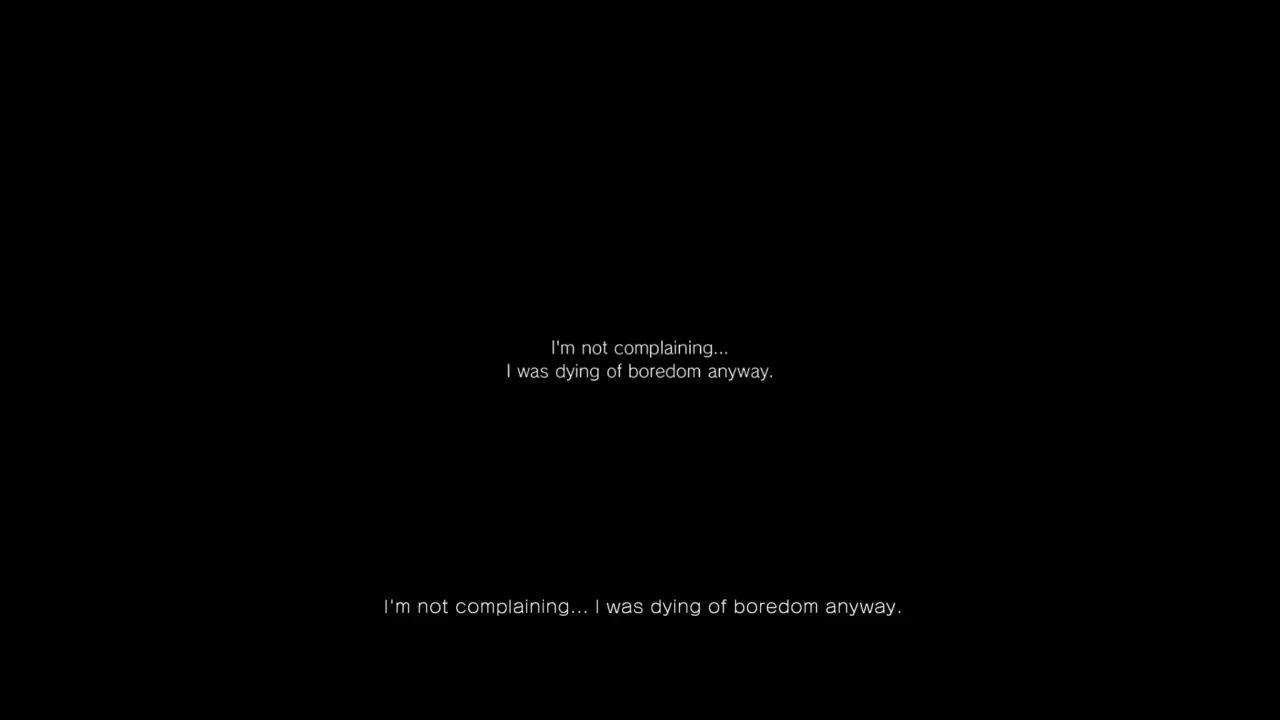 I'm not complaining...
I was dying of boredom anyway.
I'm not complaining... I was dying of boredom anyway.